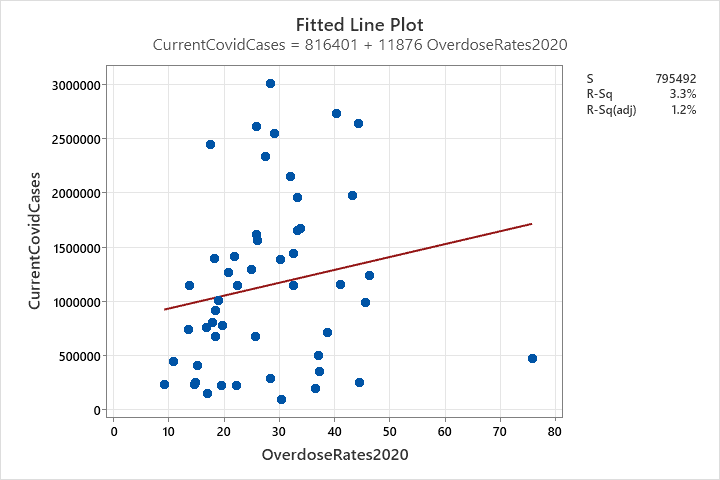 Fitted Line Plot
CurrentCovidCases = 816401 + 11876 OverdoseRates2020
S 795492
R-Sq 3.3%
R-Sq(adj) 1.2%
CurrentCovidCases
3000000
2500000
2000000
1500000
1000000
500000
0
0 10 20 30 40 50 60 70 80
OverdoseRates2020